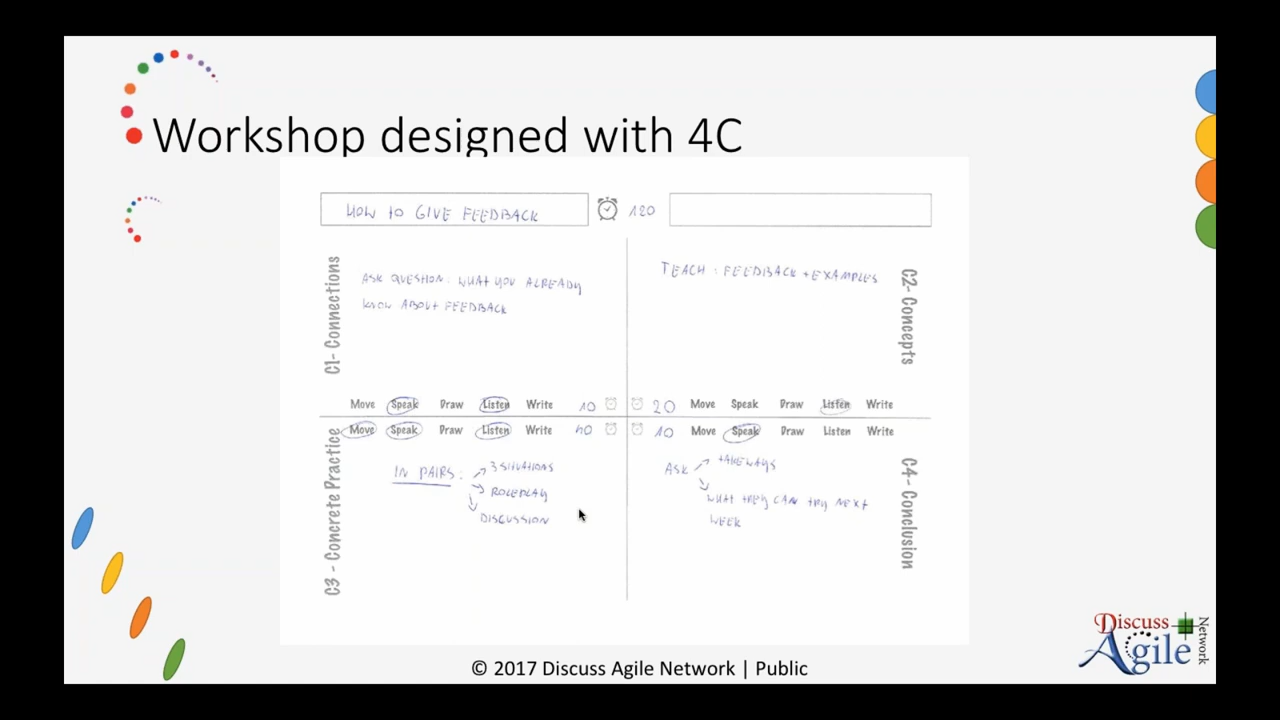 Workshop designed with 4C
HOW TO GIVE FEEDBACK
120
C1- Connections
ASK QUESTION: WHAT YOU ALREADY
KNOW ABOUT FEEDBACK
Move Speak Draw Listen Write 10
TEACH: FEEDBACK + EXAMPLES
C2- Concepts
20 Move Speak Draw Listen Write
Move Speak Draw Listen Write 40
C3 - Concrete Practice
IN PAIRS:
3 SITUATIONS
ROLEPLAY
DISCUSSION
10 Move Speak Draw Listen Write
ASK
TAKEWAYS
WHAT THEY CAN TRY NEXT
WEEK
C4- Conclusion
© 2017 Discuss Agile Network | Public
Discuss
Agile
Network